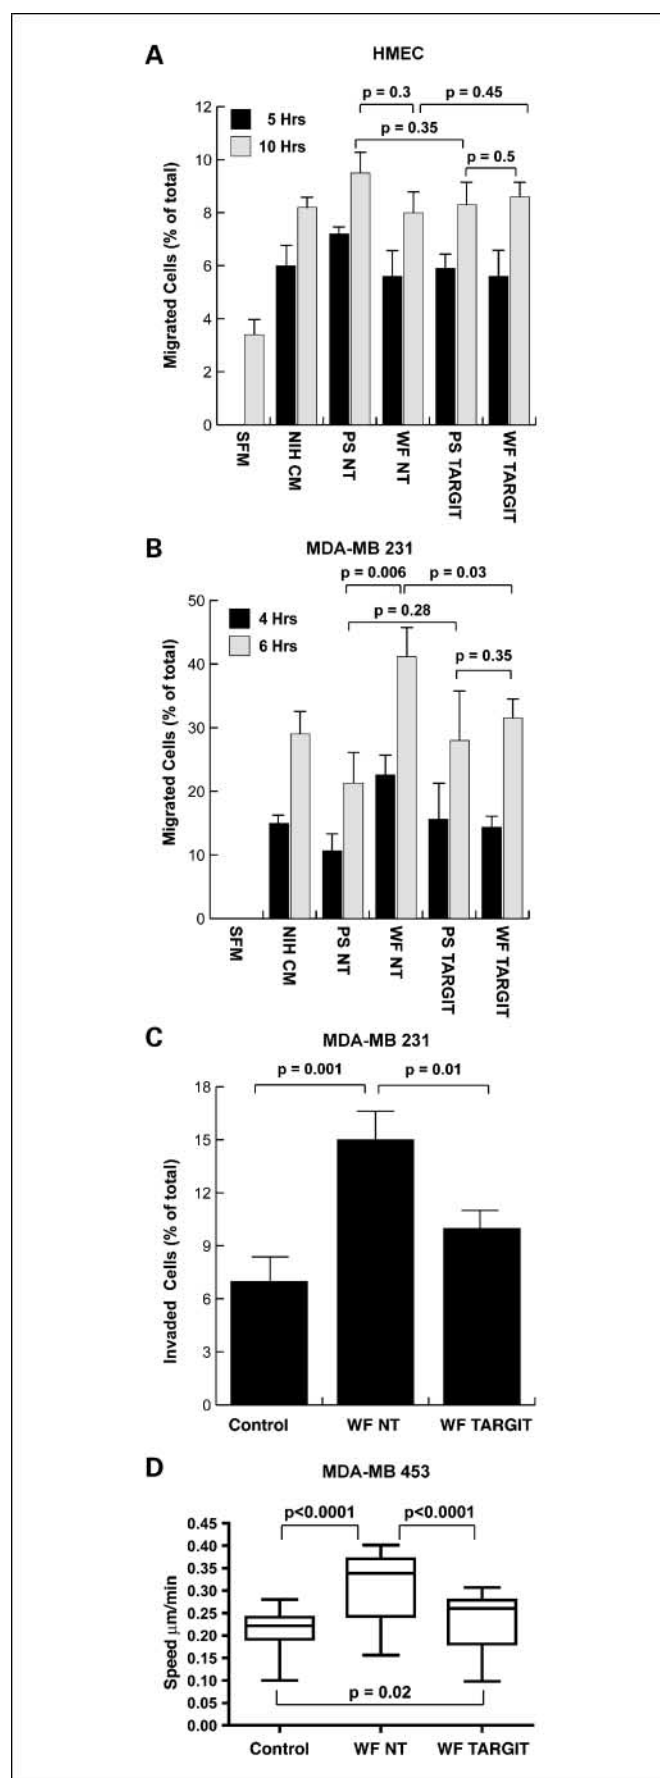 A
HMEC
p = 0.3
p = 0.45
12
5 Hrs
10 Hrs
p = 0.35
10
p = 0.5
8
6
4
2
0
Migrated Cells (% of total)
SFM
NIH CM
PS NT
WF NT
PS TARGIT
WF TARGIT
B
MDA-MB 231
p = 0.006
p = 0.03
50
4 Hrs
6 Hrs
p = 0.28
40
p = 0.35
30
20
10
0
Migrated Cells (% of total)
SFM
NIH CM
PS NT
WF NT
PS TARGIT
WF TARGIT
C
MDA-MB 231
p = 0.001
p = 0.01
18
15
12
9
6
3
0
Invaded Cells (% of total)
Control
WF NT
WF TARGIT
D
MDA-MB 453
p<0.0001
p<0.0001
0.45
0.40
0.35
0.30
0.25
0.20
0.15
0.10
0.05
0.00
Speed μm/min
p = 0.02
Control
WF NT
WF TARGIT